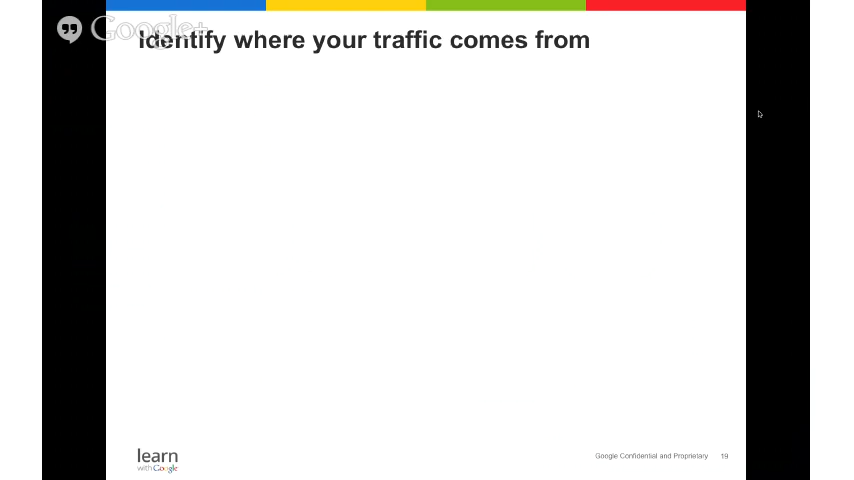 Google+
Identify where your traffic comes from
learn
with Google
Google Confidential and Proprietary 19